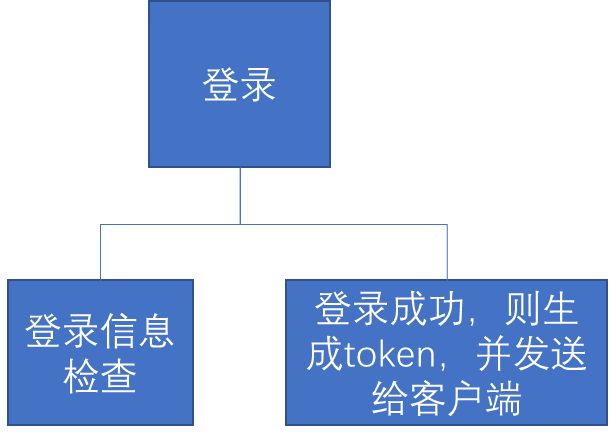 登录
登录信息
检查
登录成功，则生
成token，并发送
给客户端